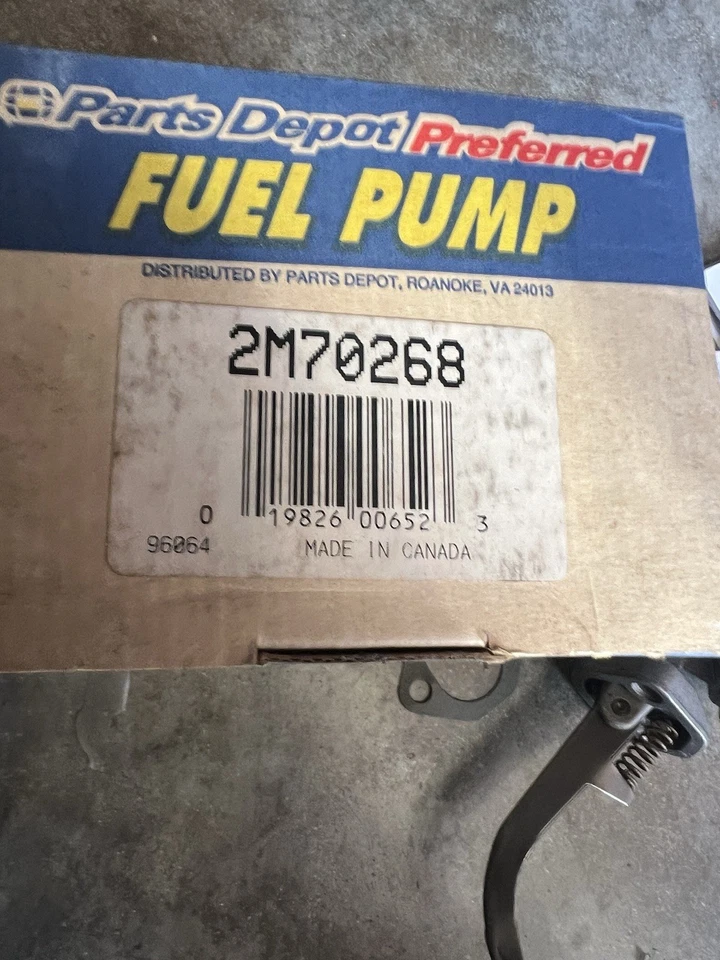 Parts Depot Preferred
FUEL PUMP
DISTRIBUTED BY PARTS DEPOT, ROANOKE, VA 24013
2M70268
0 19826 00652 3
96064 MADE IN CANADA